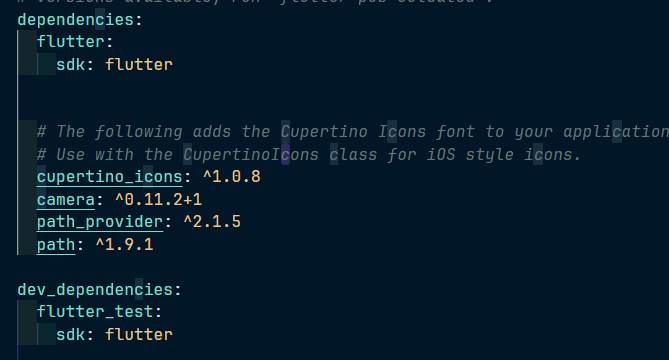 dependencies:
flutter:
sdk: flutter
# The following adds the Cupertino Icons font to your application
# Use with the CupertinoIcons class for iOS style icons.
cupertino_icons: ^1.0.8
camera: ^0.11.2+1
path_provider: ^2.1.5
path: ^1.9.1
dev_dependencies:
flutter_test:
sdk: flutter